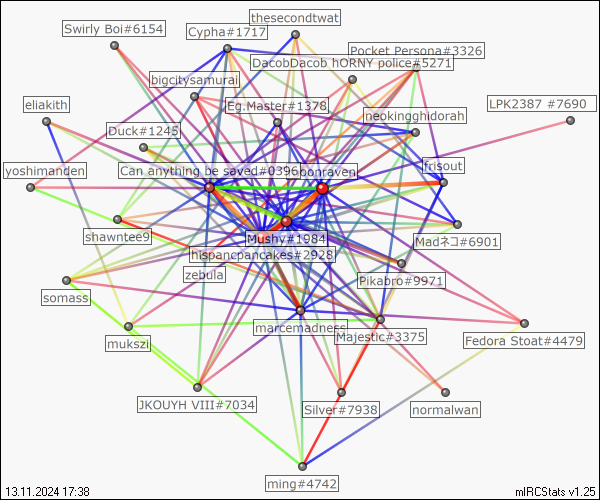 thesecondtwat
Swirly Boi#6154
Cypha#1717
Pocket Persona#3326
DacobDacob hORNY police#5271
bigcitysamurai
eliakith
Eg.Master#1378
LPK2387 #7690
neokingghidorah
Duck#1245
yoshimanden
Can anything be saved#0396
bonraven
frisout
shawntee9
Mushy#1984
Madネコ#6901
hispancpancakes#2928
zebula
Pikabro#9971
somass
marcemadness
Majestic#3375
mukszi
Fedora Stoat#4479
JKOUYH VIII#7034
Silver#7938
normalwan
ming#4742
13.11.2024 17:38
mIRCStats v1.25